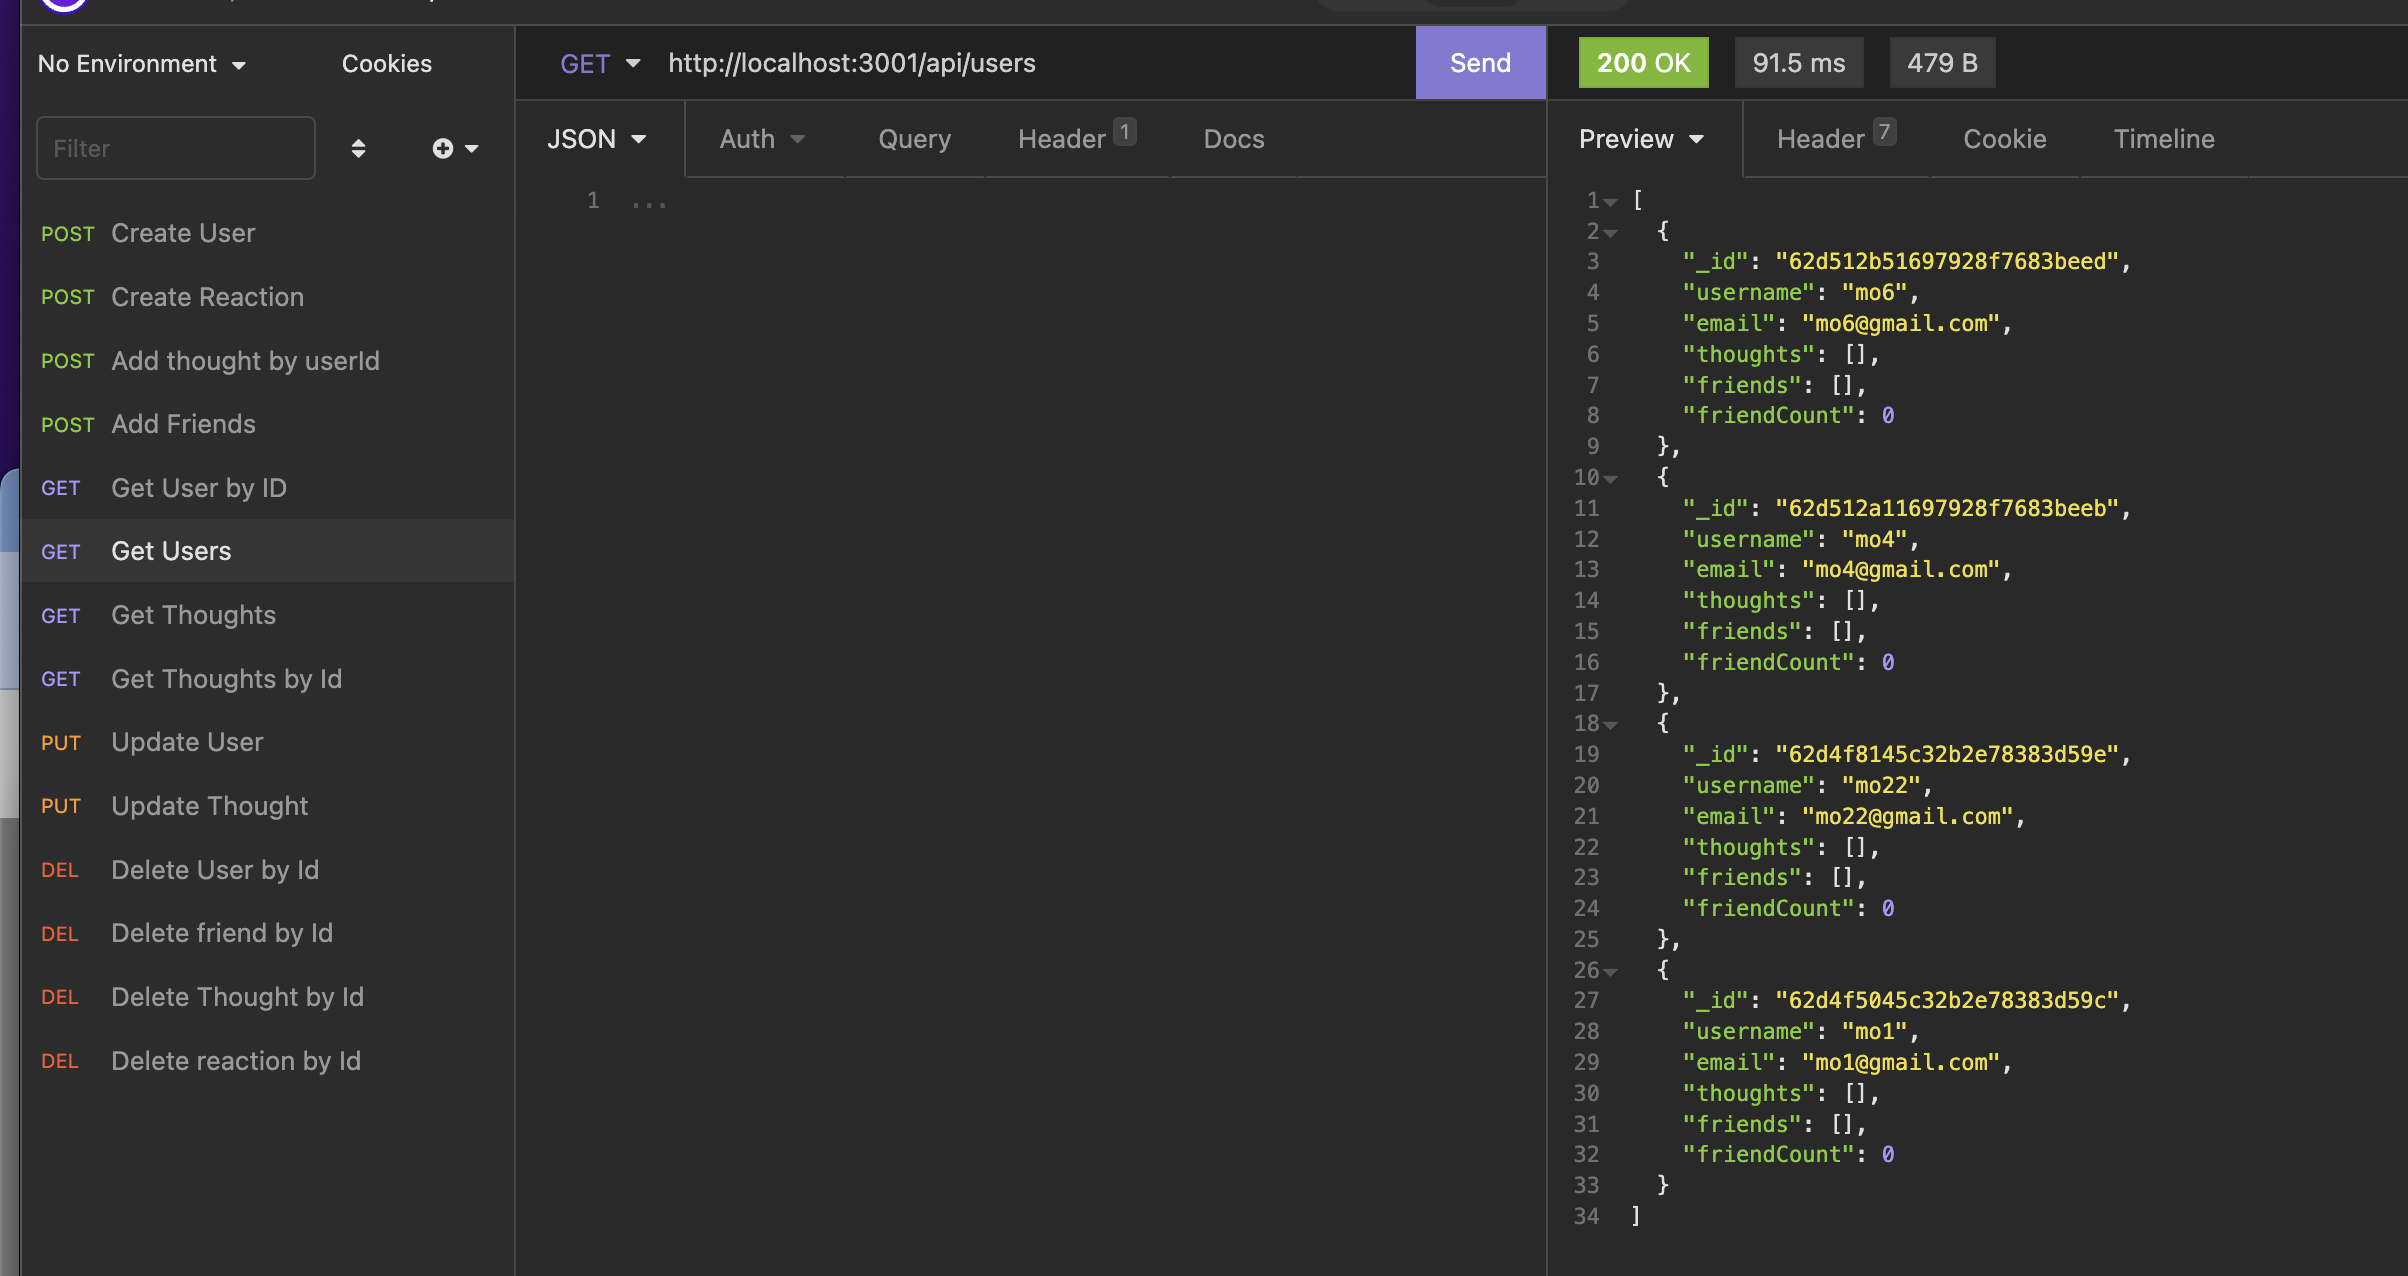 No Environment
Cookies
Filter
POST Create User
POST Create Reaction
POST Add thought by userId
POST Add Friends
GET Get User by ID
GET Get Users
GET Get Thoughts
GET Get Thoughts by Id
PUT Update User
PUT Update Thought
DEL Delete User by Id
DEL Delete friend by Id
DEL Delete Thought by Id
DEL Delete reaction by Id
GET http://localhost:3001/api/users Send
JSON Auth Query Header 1 Docs
1 ...
200 OK 91.5 ms 479 B
Preview Header 7 Cookie Timeline
1 [
2 {
3 "_id": "62d512b51697928f7683beed",
4 "username": "mo6",
5 "email": "mo6@gmail.com",
6 "thoughts": [],
7 "friends": [],
8 "friendCount": 0
9 },
10 {
11 "_id": "62d512a11697928f7683beeb",
12 "username": "mo4",
13 "email": "mo4@gmail.com",
14 "thoughts": [],
15 "friends": [],
16 "friendCount": 0
17 },
18 {
19 "_id": "62d4f8145c32b2e78383d59e",
20 "username": "mo22",
21 "email": "mo22@gmail.com",
22 "thoughts": [],
23 "friends": [],
24 "friendCount": 0
25 },
26 {
27 "_id": "62d4f5045c32b2e78383d59c",
28 "username": "mo1",
29 "email": "mo1@gmail.com",
30 "thoughts": [],
31 "friends": [],
32 "friendCount": 0
33 }
34 ]